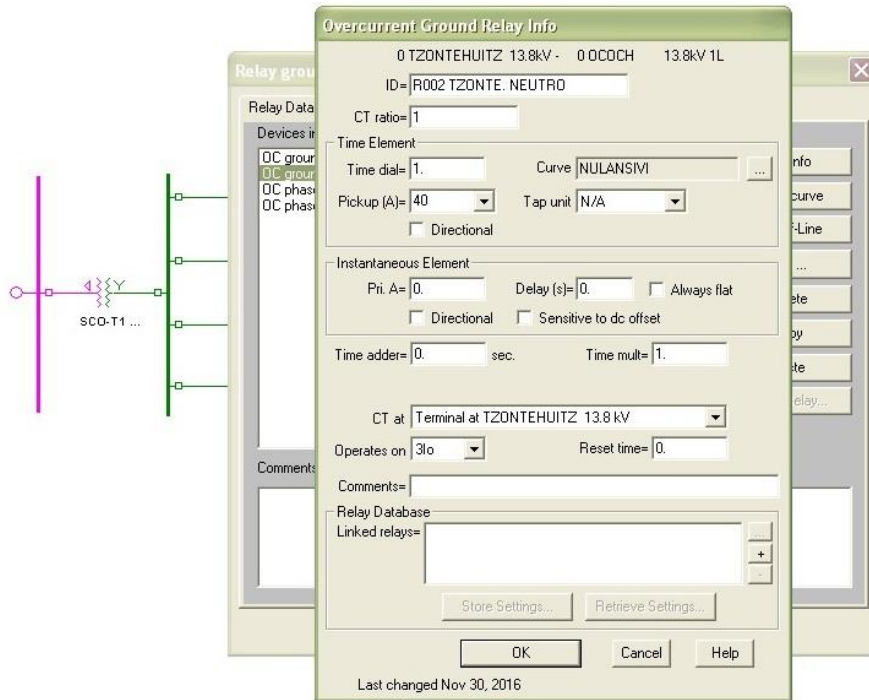 Overcurrent Ground Relay Info
0 TZONTEHUITZ 13.8kV - 0 OCOCH 13.8kV 1L
ID= R002 TZONTE. NEUTRO
CT ratio= 1
Time Element
Time dial= 1. Curve NULANSIVI ...
Pickup (A)= 40 Tap unit N/A
Directional
Instantaneous Element
Pri. A= 0. Delay (s)= 0. Always flat
Directional Sensitive to dc offset
Time adder= 0. sec. Time mult= 1.
CT at Terminal at TZONTEHUITZ 13.8 kV
Operates on 3Io Reset time= 0.
Comments=
Relay Database
Linked relays= ...
+
-
Store Settings... Retrieve Settings...
OK Cancel Help
Last changed Nov 30, 2016
Relay grou
Relay Data
Devices i
OC groun
OC groun
OC phase
OC phase
Comments
nfo
curve
f-Line
...
ete
py
ste
elay...
SCO-T1 ...